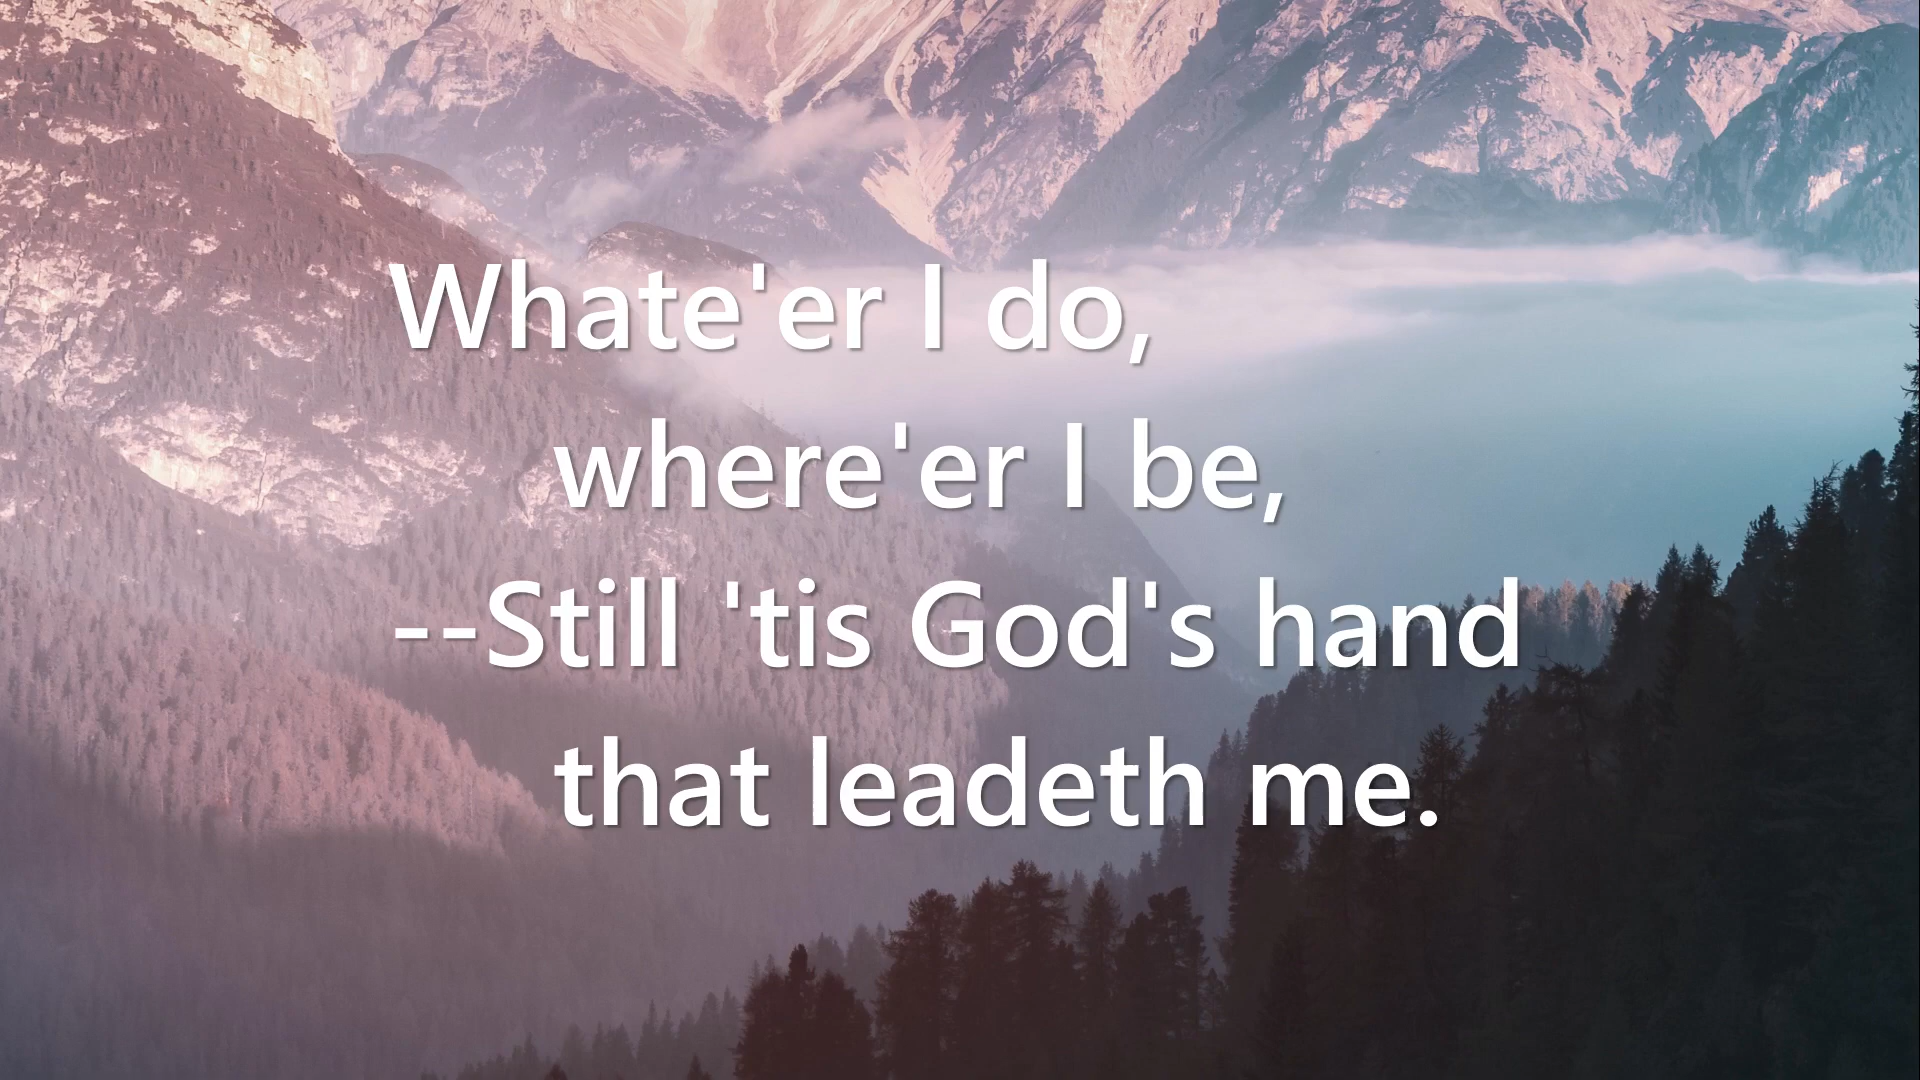 Whate'er I do,
where'er I be,
--Still 'tis God's hand
that leadeth me.